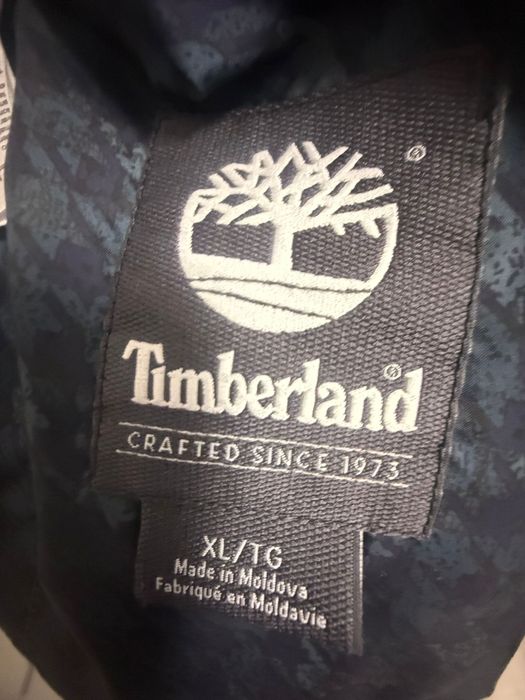 ®
Timberland®
CRAFTED SINCE 1973
XL/TG
Made in Moldova
Fabriqué en Moldavie